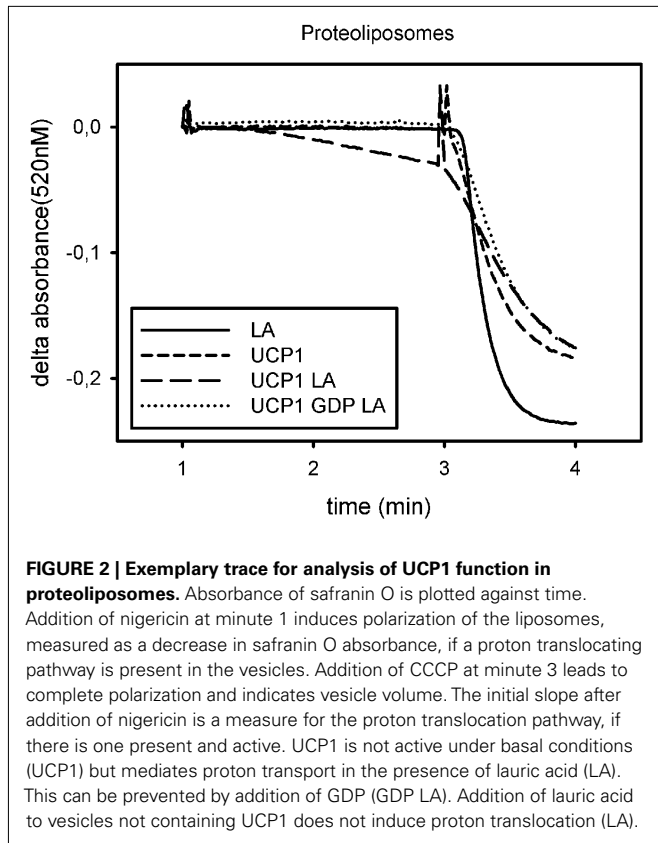 Proteoliposomes
0,0
-0,1
-0,2
delta absorbance(520nM)
LA
UCP1
UCP1 LA
UCP1 GDP LA
1
2
3
4
time (min)
FIGURE 2 | Exemplary trace for analysis of UCP1 function in
proteoliposomes. Absorbance of safranin O is plotted against time.
Addition of nigericin at minute 1 induces polarization of the liposomes,
measured as a decrease in safranin O absorbance, if a proton translocating
pathway is present in the vesicles. Addition of CCCP at minute 3 leads to
complete polarization and indicates vesicle volume. The initial slope after
addition of nigericin is a measure for the proton translocation pathway, if
there is one present and active. UCP1 is not active under basal conditions
(UCP1) but mediates proton transport in the presence of lauric acid (LA).
This can be prevented by addition of GDP (GDP LA). Addition of lauric acid
to vesicles not containing UCP1 does not induce proton translocation (LA).